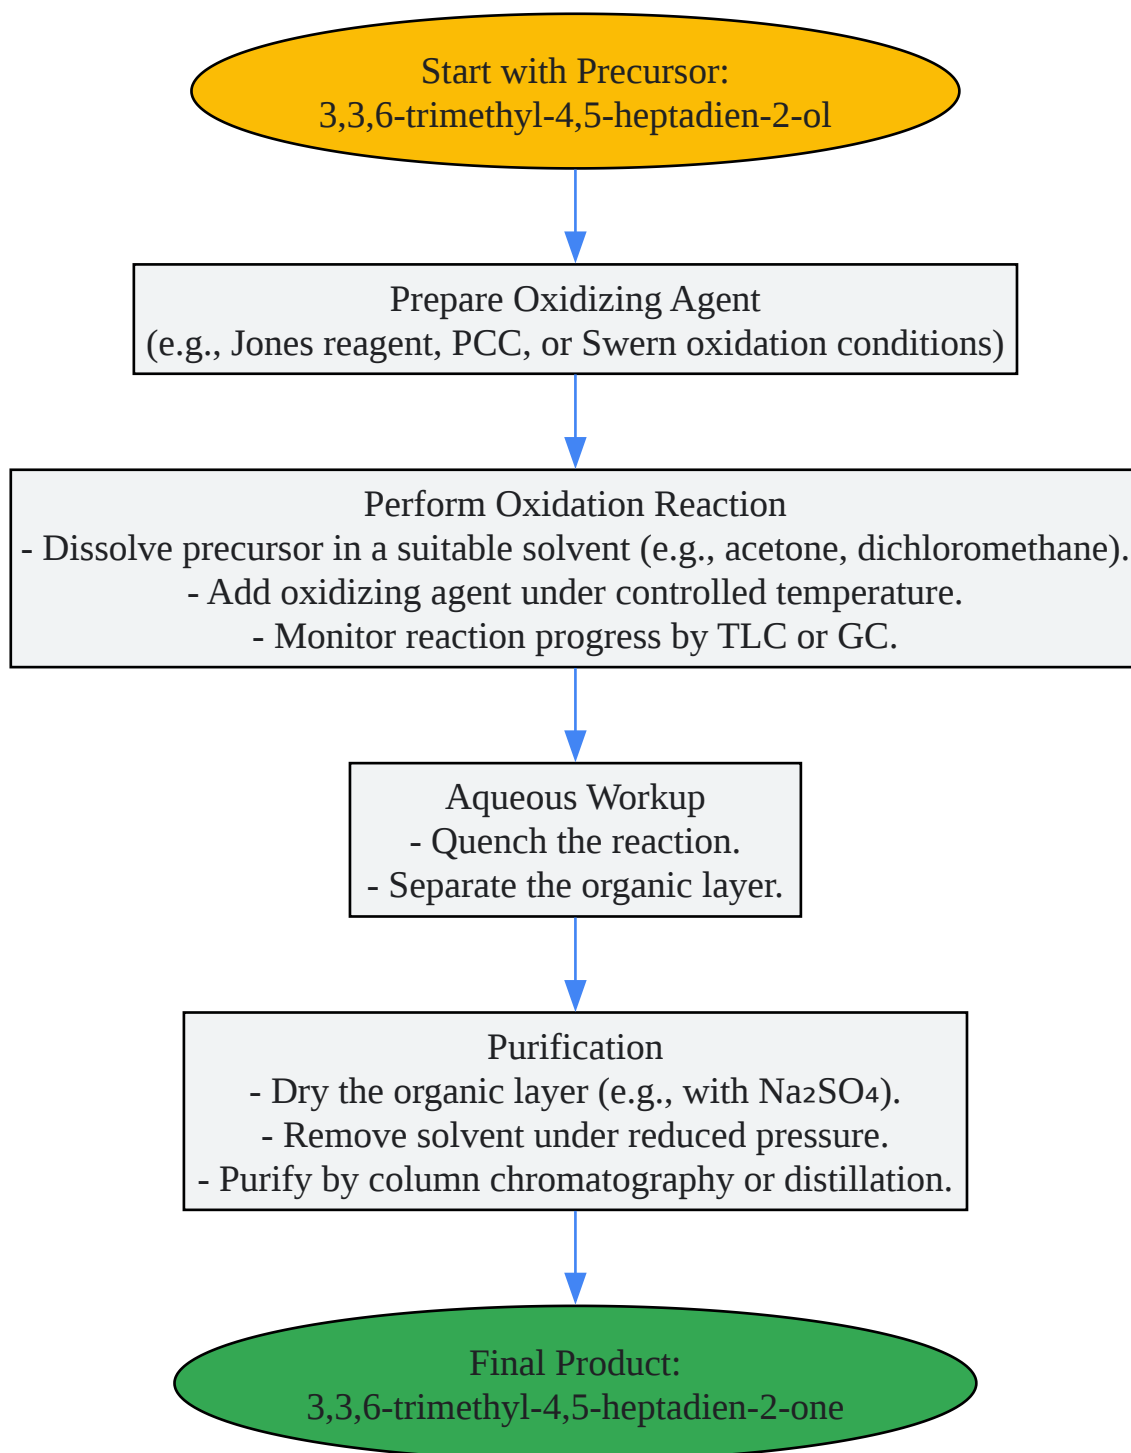 Start with Precursor:
3,3,6-trimethyl-4,5-heptadien-2-ol
Prepare Oxidizing Agent
(e.g., Jones reagent, PCC, or Swern oxidation conditions)
Perform Oxidation Reaction
- Dissolve precursor in a suitable solvent (e.g., acetone, dichloromethane).
- Add oxidizing agent under controlled temperature.
- Monitor reaction progress by TLC or GC.
Aqueous Workup
- Quench the reaction.
- Separate the organic layer.
Purification
- Dry the organic layer (e.g., with Na₂SO₄).
- Remove solvent under reduced pressure.
- Purify by column chromatography or distillation.
Final Product:
3,3,6-trimethyl-4,5-heptadien-2-one